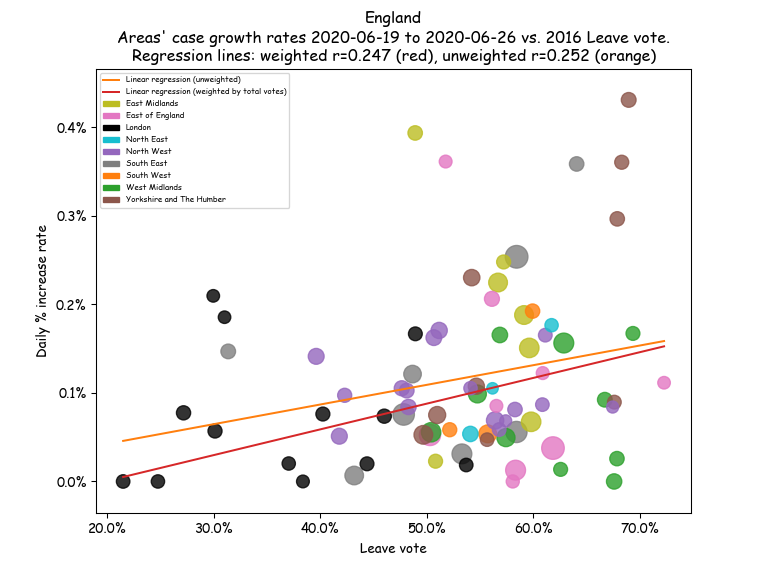 England
Areas' case growth rates 2020-06-19 to 2020-06-26 vs. 2016 Leave vote.
Regression lines: weighted r=0.247 (red), unweighted r=0.252 (orange)
Linear regression (unweighted)
Linear regression (weighted by total votes)
East Midlands
East of England
London
North East
North West
South East
South West
West Midlands
Yorkshire and The Humber
0.4%
0.3%
0.2%
0.1%
0.0%
Daily % increase rate
20.0% 30.0% 40.0% 50.0% 60.0% 70.0%
Leave vote